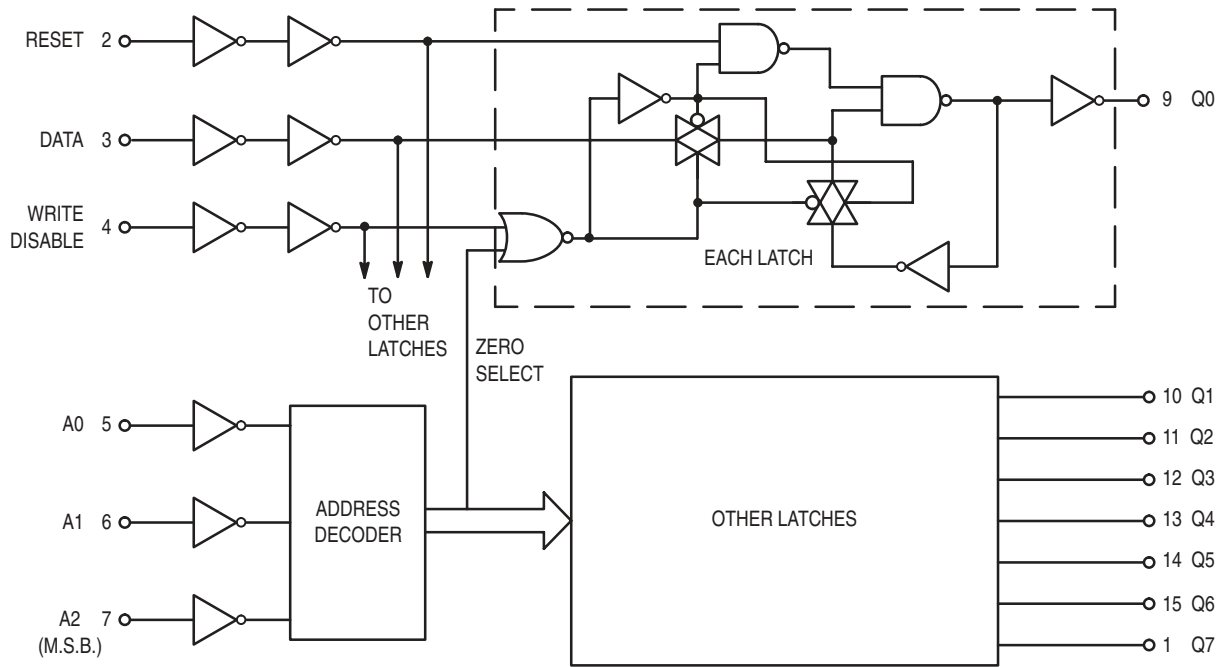 RESET 2
DATA 3
WRITE
DISABLE 4
9 Q0
EACH LATCH
TO
OTHER
LATCHES
ZERO
SELECT
A0 5
A1 6
A2 7
(M.S.B.)
ADDRESS
DECODER
OTHER LATCHES
10 Q1
11 Q2
12 Q3
13 Q4
14 Q5
15 Q6
1 Q7